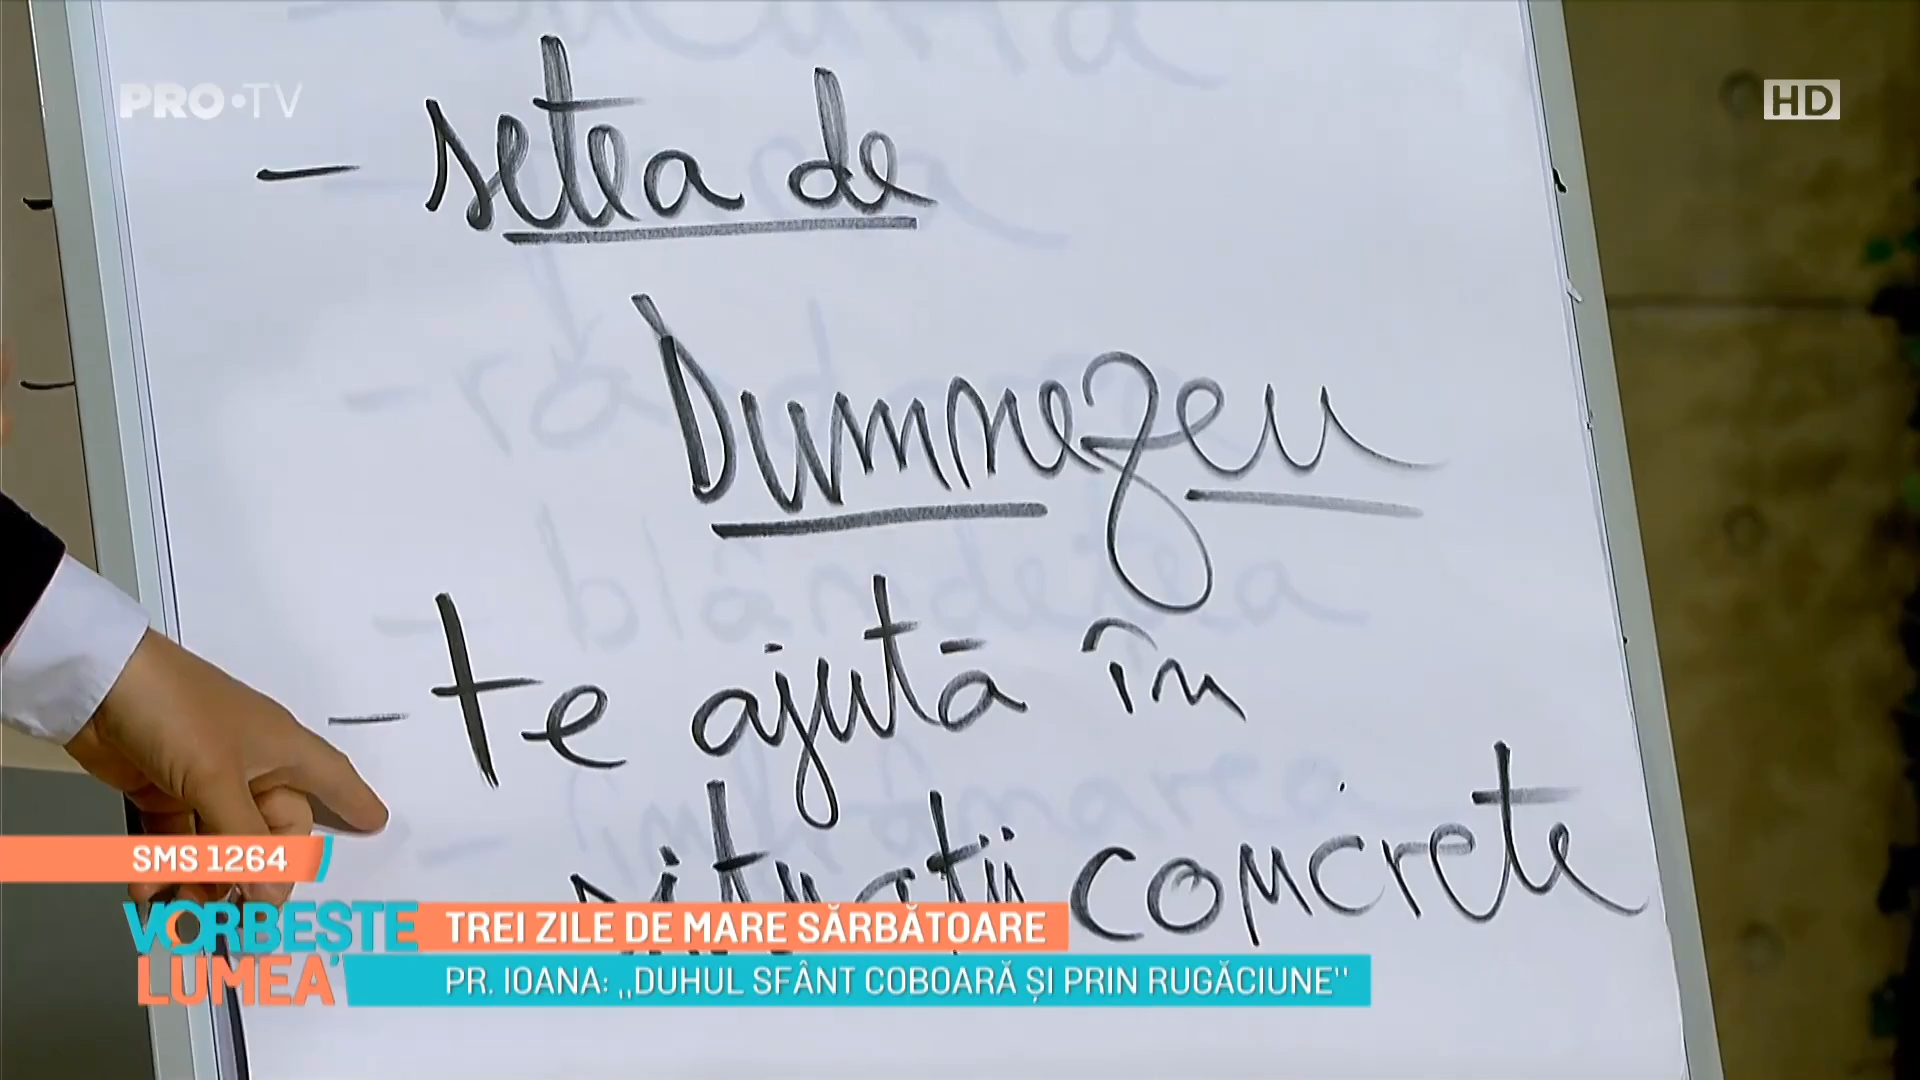 PRO•TV
HD
- setea de
Dumnezeu
- te ajută în
situații concrete
SMS 1264
VORBEȘTE
LUMEA
TREI ZILE DE MARE SĂRBĂTOARE
PR. IOANA: „DUHUL SFÂNT COBOARĂ ȘI PRIN RUGĂCIUNE"